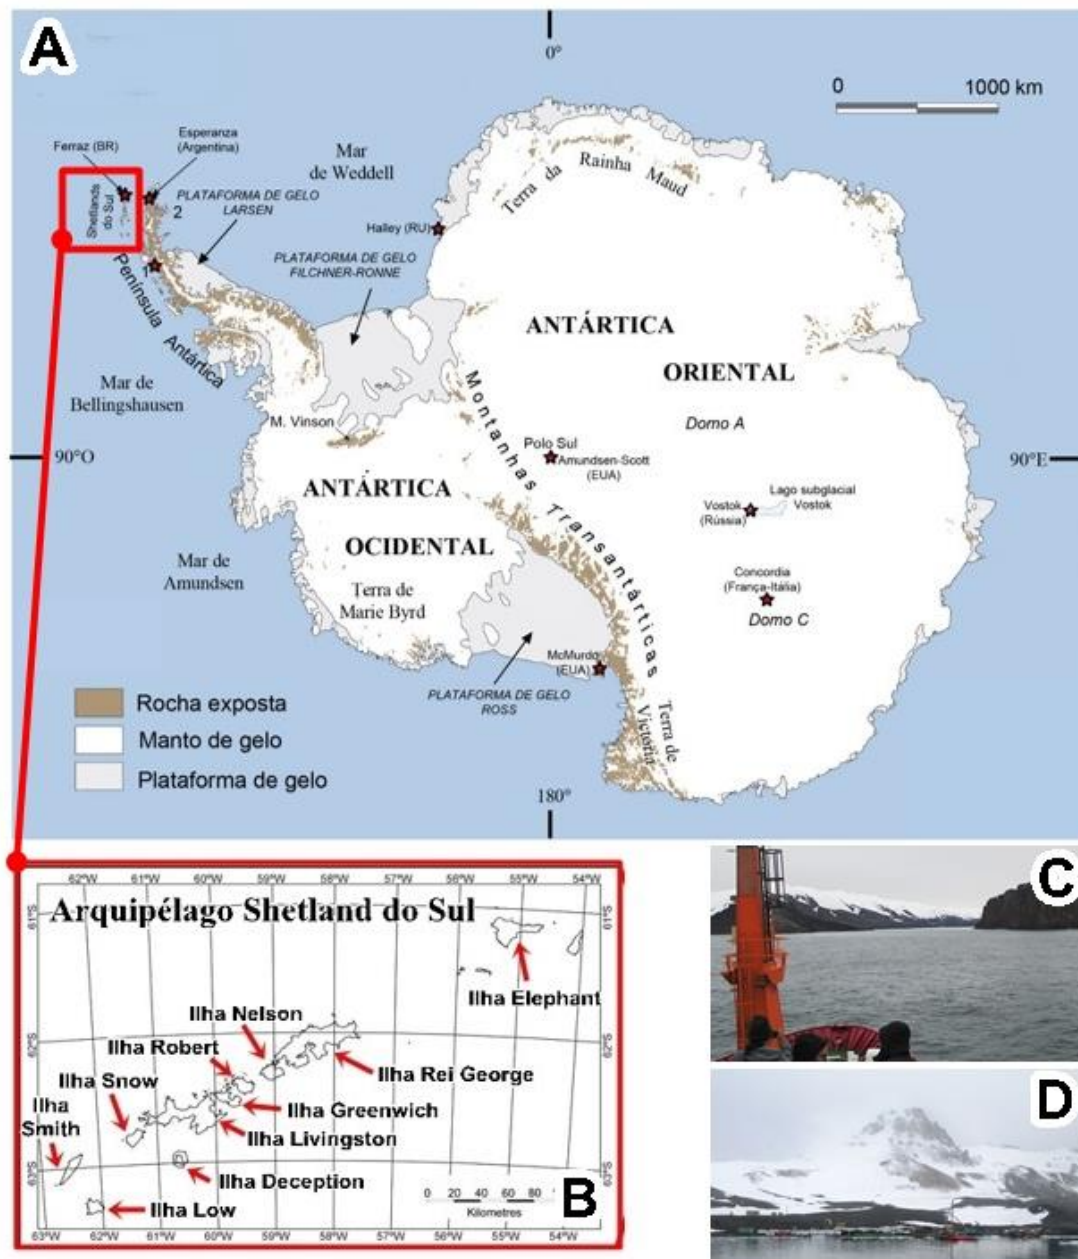 A
0°
0 1000 km
Ferraz (BR)
Esperanza
(Argentina)
Mar
de Weddell
Terra da Rainha Maud
Shetlands
do Sul
PLATAFORMA DE GELO
LARSEN
2
Halley (RU)
1
PLATAFORMA DE GELO
FILCHNER-RONNE
Península Antártica
ANTÁRTICA
ORIENTAL
Mar de
Bellingshausen
M. Vinson
Montanhas Transantárticas
Domo A
90°O
Polo Sul
Amundsen-Scott
(EUA)
90°E
ANTÁRTICA
OCIDENTAL
Lago subglacial
Vostok
Vostok
(Rússia)
Mar de
Amundsen
Terra de
Marie Byrd
Concordia
(França-Itália)
Domo C
McMurdo
(EUA)
PLATAFORMA DE GELO
ROSS
Terra de
Victória
Rocha exposta
Manto de gelo
Plataforma de gelo
180°
62°W 61°W 60°W 59°W 58°W 57°W 56°W 55°W 54°W
Arquipélago Shetland do Sul
61°S 61°S
Ilha Elephant
Ilha Nelson
Ilha Robert
62°S 62°S
Ilha Rei George
Ilha Snow
Ilha Greenwich
Ilha
Smith
Ilha Livingston
63°S 63°S
Ilha Deception
Ilha Low
0 20 40 60 80
Kilometres
B
63°W 62°W 61°W 60°W 59°W 58°W 57°W 56°W 55°W 54°W
C
D